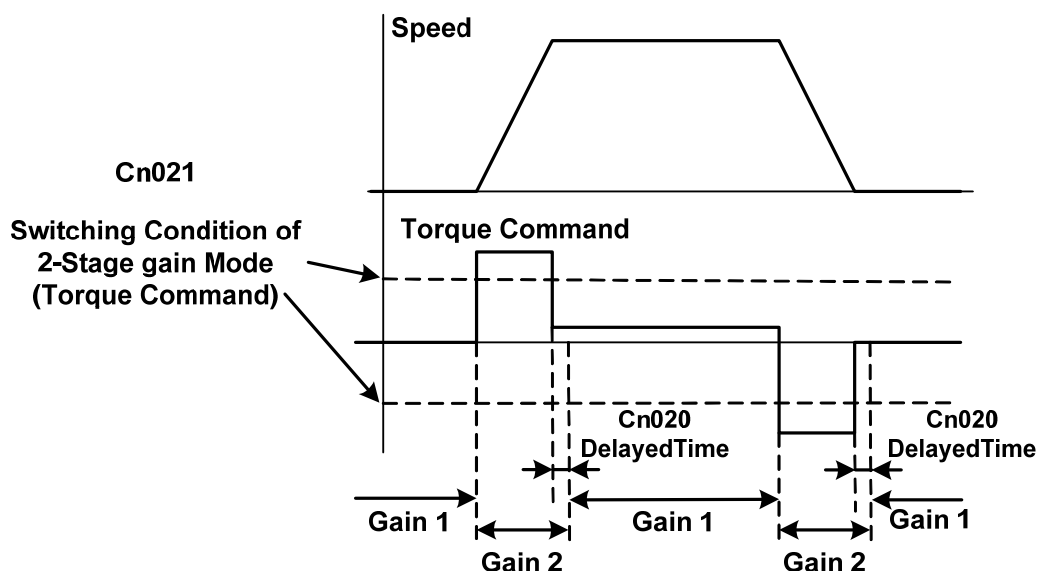 Speed
Cn021
Switching Condition of
2-Stage gain Mode
(Torque Command)
Torque Command
Cn020
DelayedTime
Cn020
DelayedTime
Gain 1
Gain 2
Gain 1
Gain 2
Gain 1